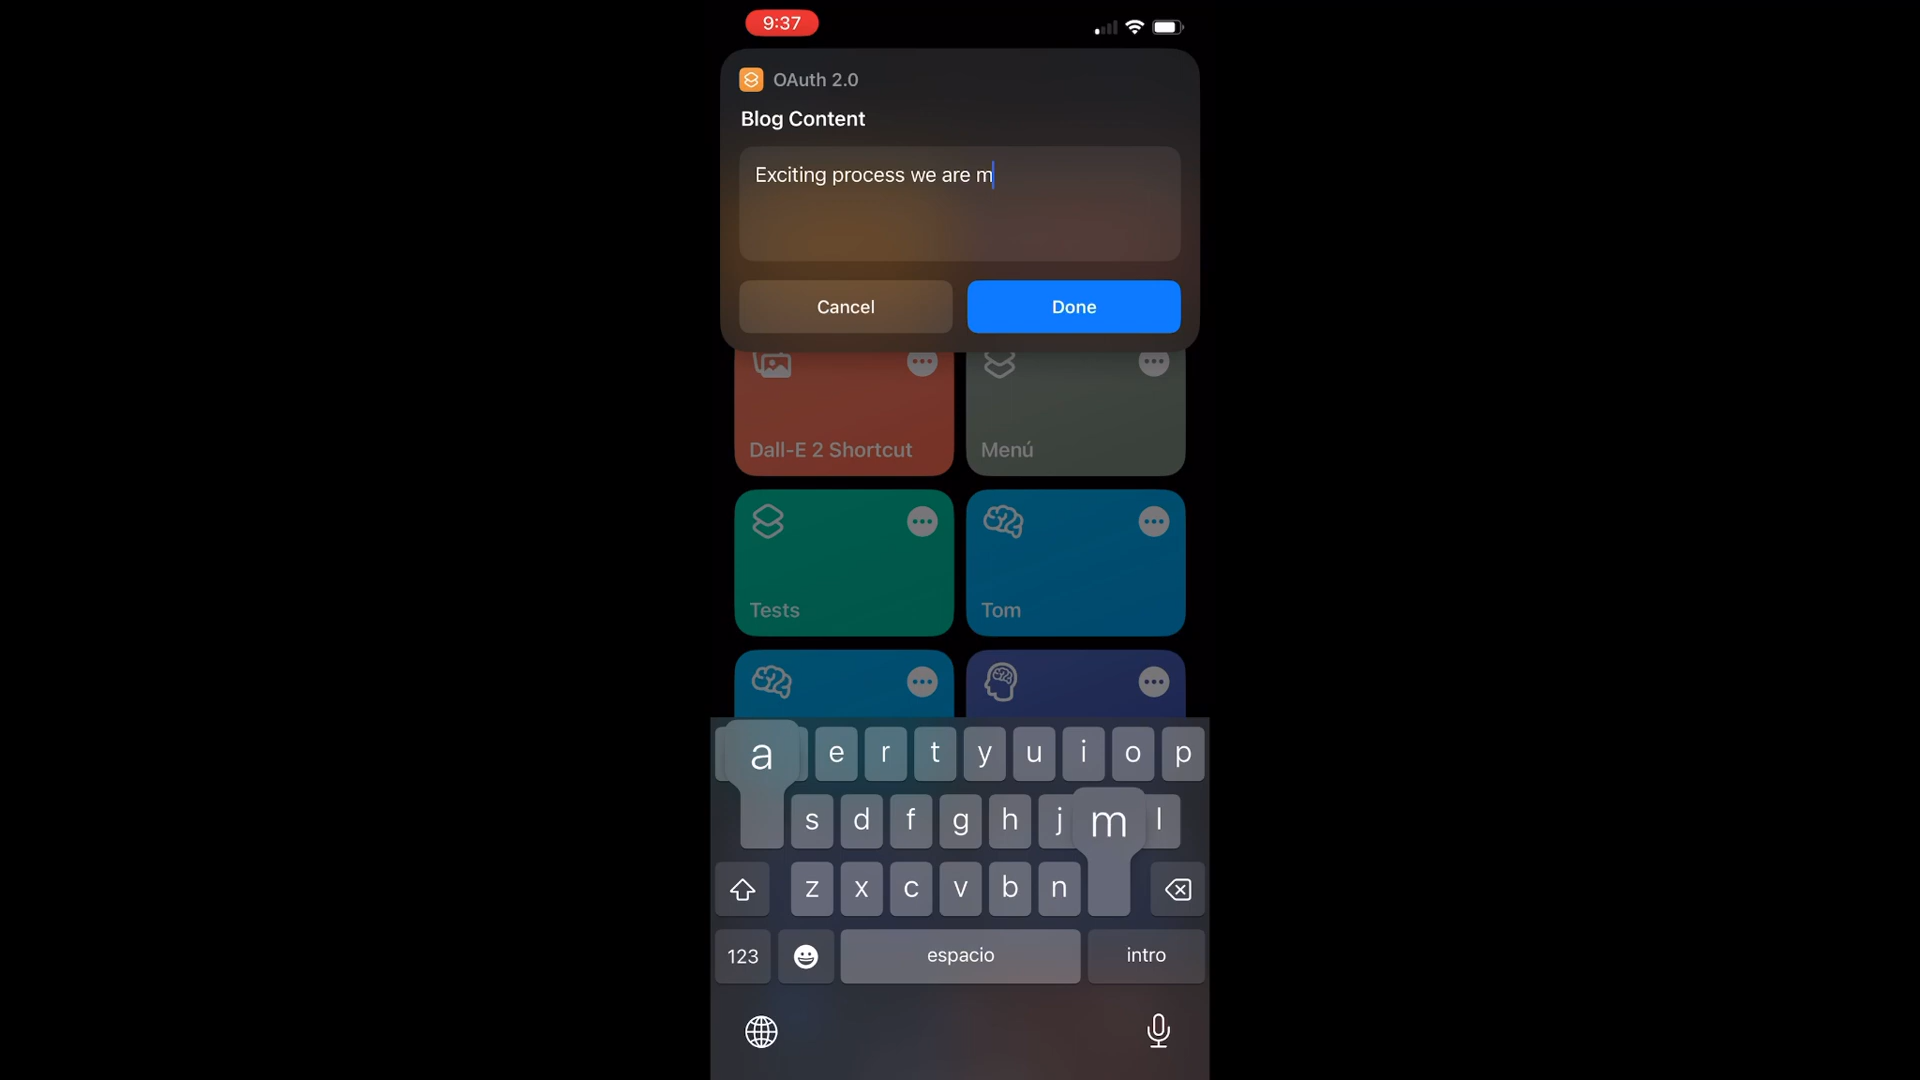 9:37
OAuth 2.0
Blog Content
Exciting process we are m
Cancel
Done
Dall-E 2 Shortcut
Menú
Tests
Tom
a e r t y u i o p
s d f g h j m l
z x c v b n
123
espacio
intro